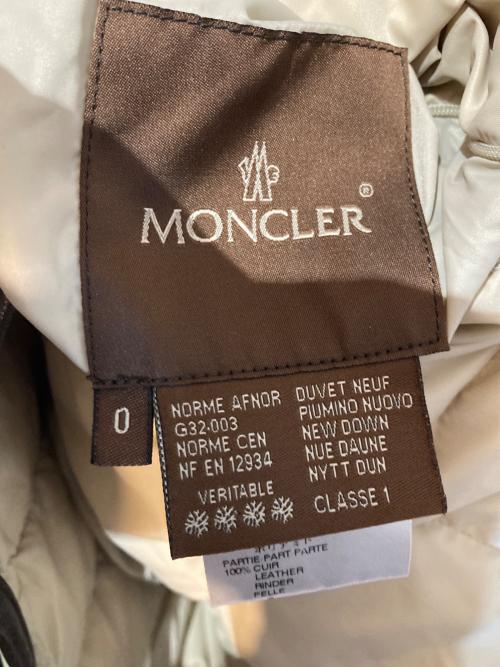 MONCLER®
0
NORME AFNOR
G32-003
NORME CEN
NF EN 12934
VERITABLE
DUVET NEUF
PIUMINO NUOVO
NEW DOWN
NUE DAUNE
NYTT DUN
CLASSE 1
PARTIE PART PARTE
100% CUIR
LEATHER
RINDER
PELLE